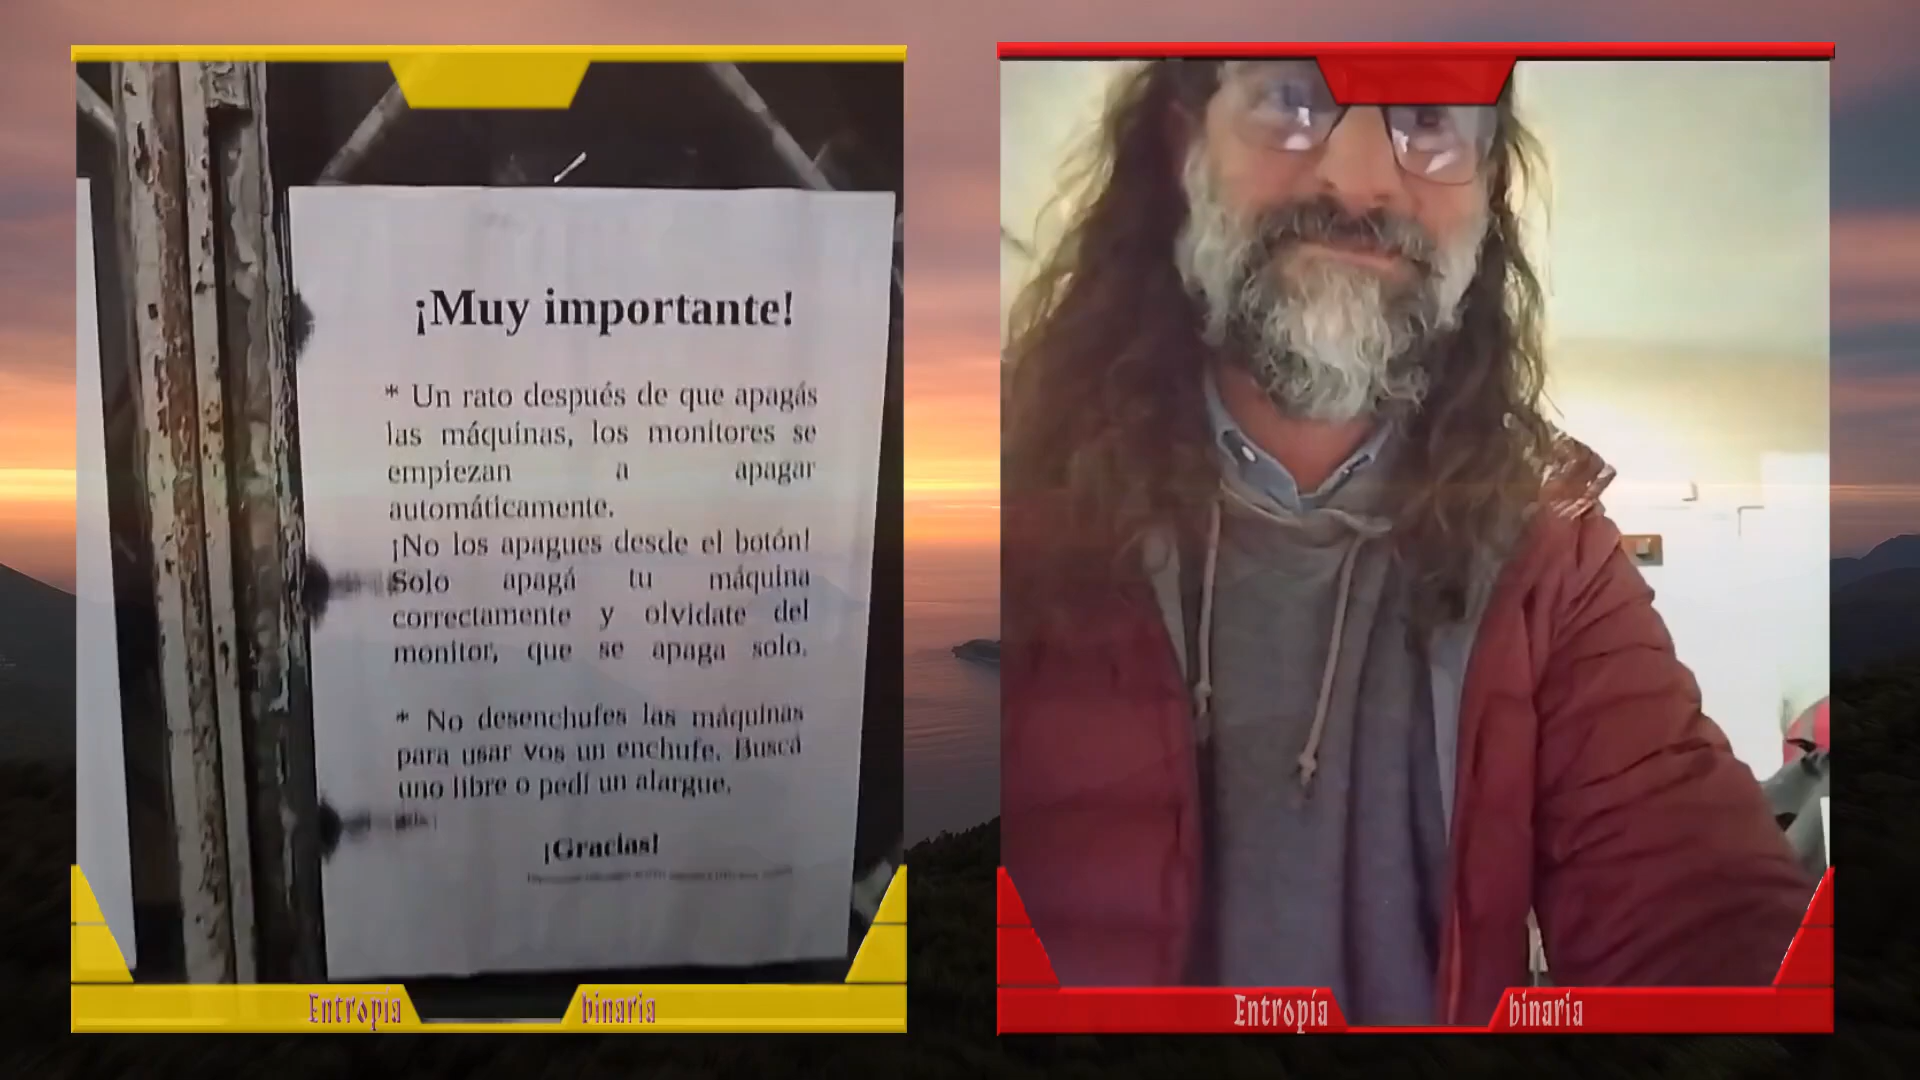 ¡Muy importante!
* Un rato después de que apagás
las máquinas, los monitores se
empiezan a apagar
automáticamente.
¡No los apagues desde el botón!
Solo apagá tu máquina
correctamente y olvidate del
monitor, que se apaga solo.
* No desenchufes las máquinas
para usar vos un enchufe. Buscá
uno libre o pedí un alargue.
¡Gracias!
Entropía binaria
Entropía binaria